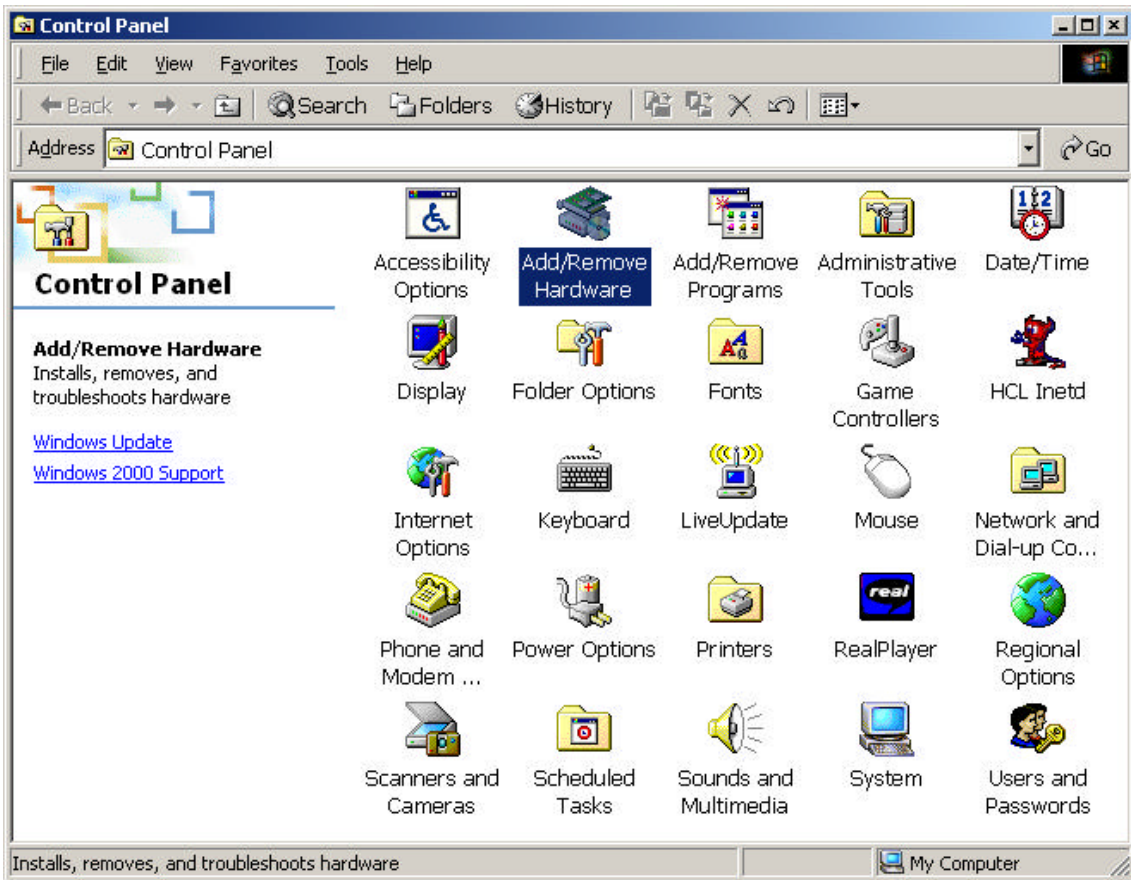 Control Panel
File Edit View Favorites Tools Help
Back Search Folders History
Address Control Panel Go
Control Panel
Add/Remove Hardware
Installs, removes, and
troubleshoots hardware
Windows Update
Windows 2000 Support
Accessibility
Options
Add/Remove
Hardware
Add/Remove
Programs
Administrative
Tools
1 2
Date/Time
Display
Folder Options
Fonts
Game
Controllers
HCL Inetd
Internet
Options
Keyboard
LiveUpdate
Mouse
Network and
Dial-up Co...
Phone and
Modem ...
Power Options
Printers
real
RealPlayer
Regional
Options
Scanners and
Cameras
Scheduled
Tasks
Sounds and
Multimedia
System
Users and
Passwords
Installs, removes, and troubleshoots hardware
My Computer